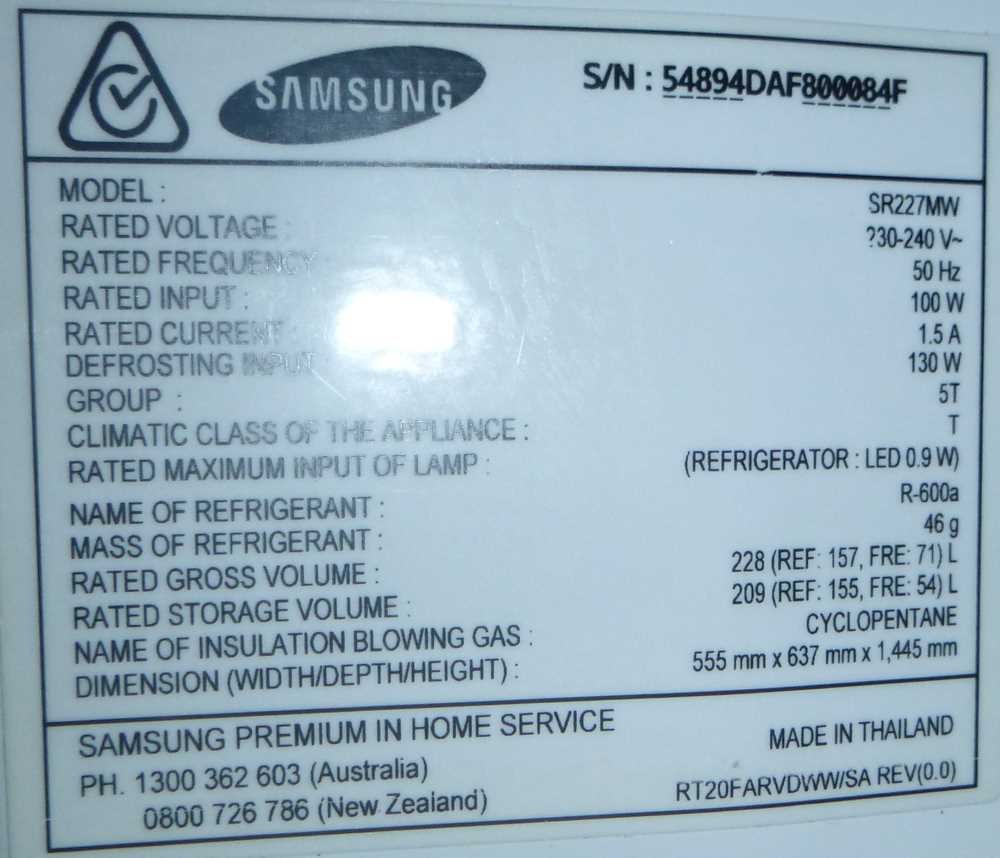 SAMSUNG
S/N : 54894DAF800084F
MODEL : SR227MW
RATED VOLTAGE : ?30-240 V~
RATED FREQUENCY : 50 Hz
RATED INPUT : 100 W
RATED CURRENT : 1.5 A
DEFROSTING INPUT 130 W
GROUP : 5T
CLIMATIC CLASS OF THE APPLIANCE : T
RATED MAXIMUM INPUT OF LAMP : (REFRIGERATOR : LED 0.9 W)
NAME OF REFRIGERANT : R-600a
MASS OF REFRIGERANT : 46 g
RATED GROSS VOLUME : 228 (REF: 157, FRE: 71) L
RATED STORAGE VOLUME : 209 (REF: 155, FRE: 54) L
NAME OF INSULATION BLOWING GAS : CYCLOPENTANE
DIMENSION (WIDTH/DEPTH/HEIGHT) : 555 mm x 637 mm x 1,445 mm
SAMSUNG PREMIUM IN HOME SERVICE
MADE IN THAILAND
PH. 1300 362 603 (Australia)
0800 726 786 (New Zealand)
RT20FARVDWW/SA REV(0.0)